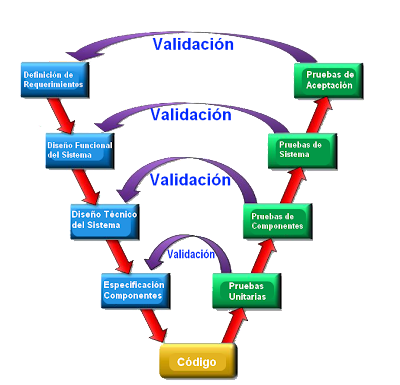 Validación
Definición de
Requerimientos
Pruebas de
Aceptación
Validación
Diseño Funcional
del Sistema
Pruebas de
Sistema
Validación
Diseño Técnico
del Sistema
Pruebas de
Componentes
Validación
Especificación
Componentes
Pruebas
Unitarias
Código